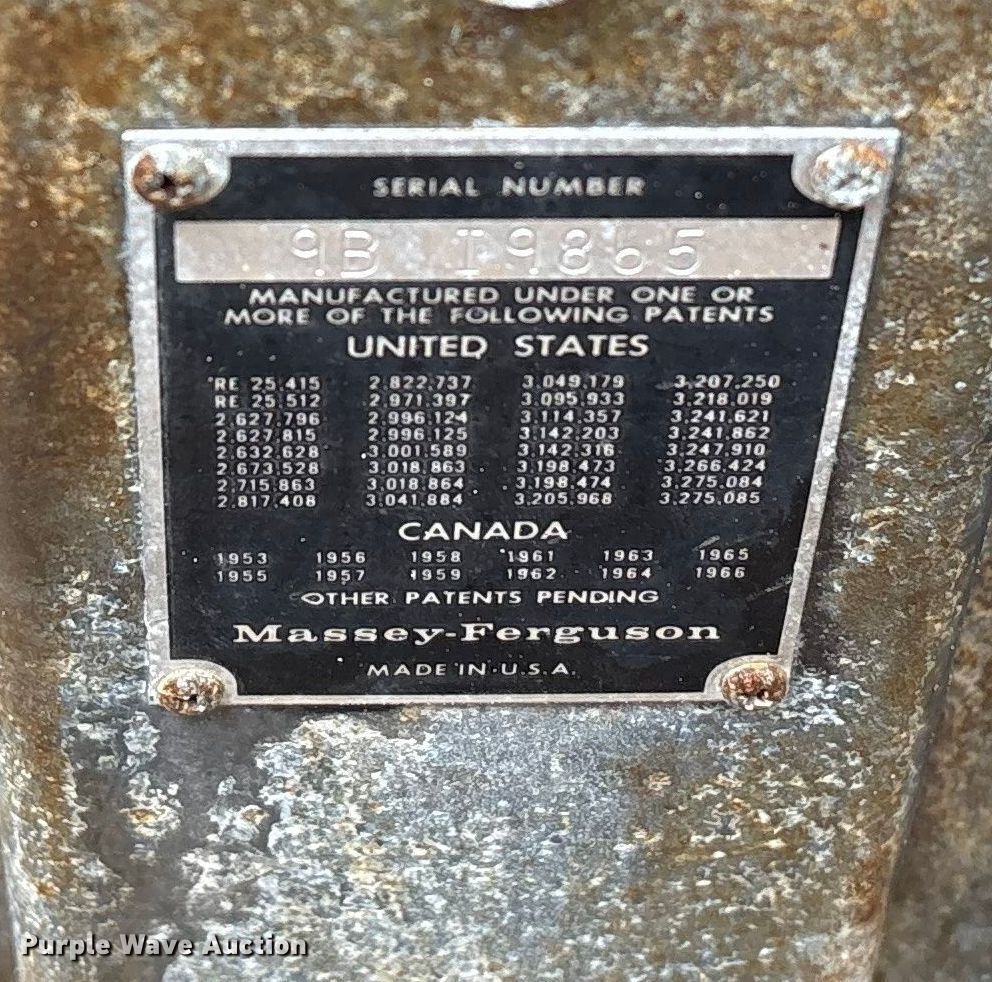 SERIAL NUMBER
9B I9865
MANUFACTURED UNDER ONE OR
MORE OF THE FOLLOWING PATENTS
UNITED STATES
RE 25,415 2,822,737 3,049,179 3,207,250
RE 25,512 2,971,397 3,095,933 3,218,019
2,627,796 2,996,124 3,114,357 3,241,621
2,627,815 2,996,125 3,142,203 3,241,862
2,632,628 3,001,589 3,142,316 3,247,910
2,673,528 3,018,863 3,198,473 3,266,424
2,715,863 3,018,864 3,198,474 3,275,084
2,817,408 3,041,884 3,205,968 3,275,085
CANADA
1953 1956 1958 1961 1963 1965
1955 1957 1959 1962 1964 1966
OTHER PATENTS PENDING
Massey-Ferguson
MADE IN U.S.A.
Purple Wave Auction